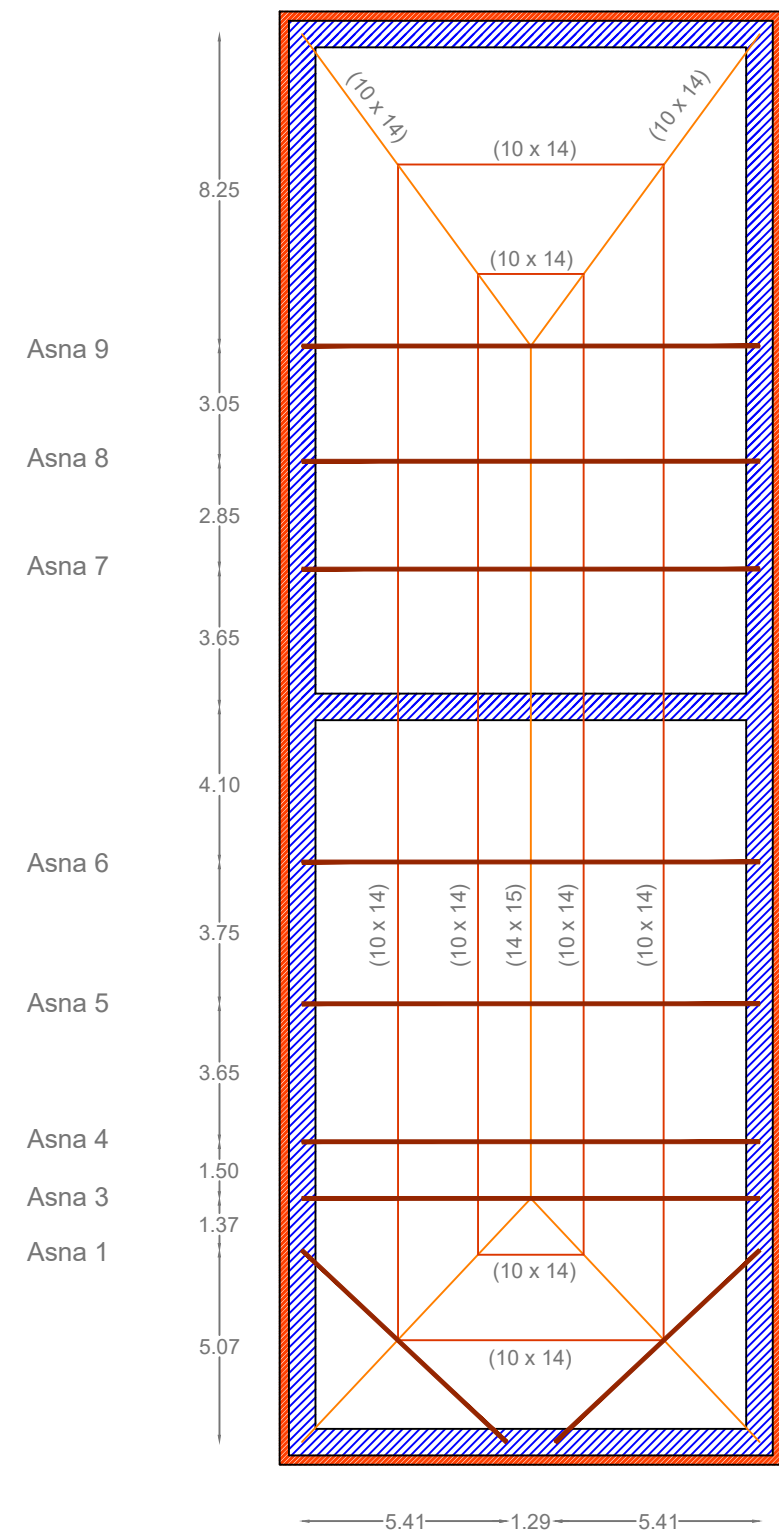 (10 x 14)
(10 x 14)
(10 x 14)
8.25
(10 x 14)
Asna 9
3.05
Asna 8
2.85
Asna 7
3.65
4.10
Asna 6
(10 x 14)
(10 x 14)
(14 x 15)
(10 x 14)
(10 x 14)
3.75
Asna 5
3.65
Asna 4
1.50
Asna 3
1.37
Asna 1
(10 x 14)
5.07
(10 x 14)
5.41
1.29
5.41